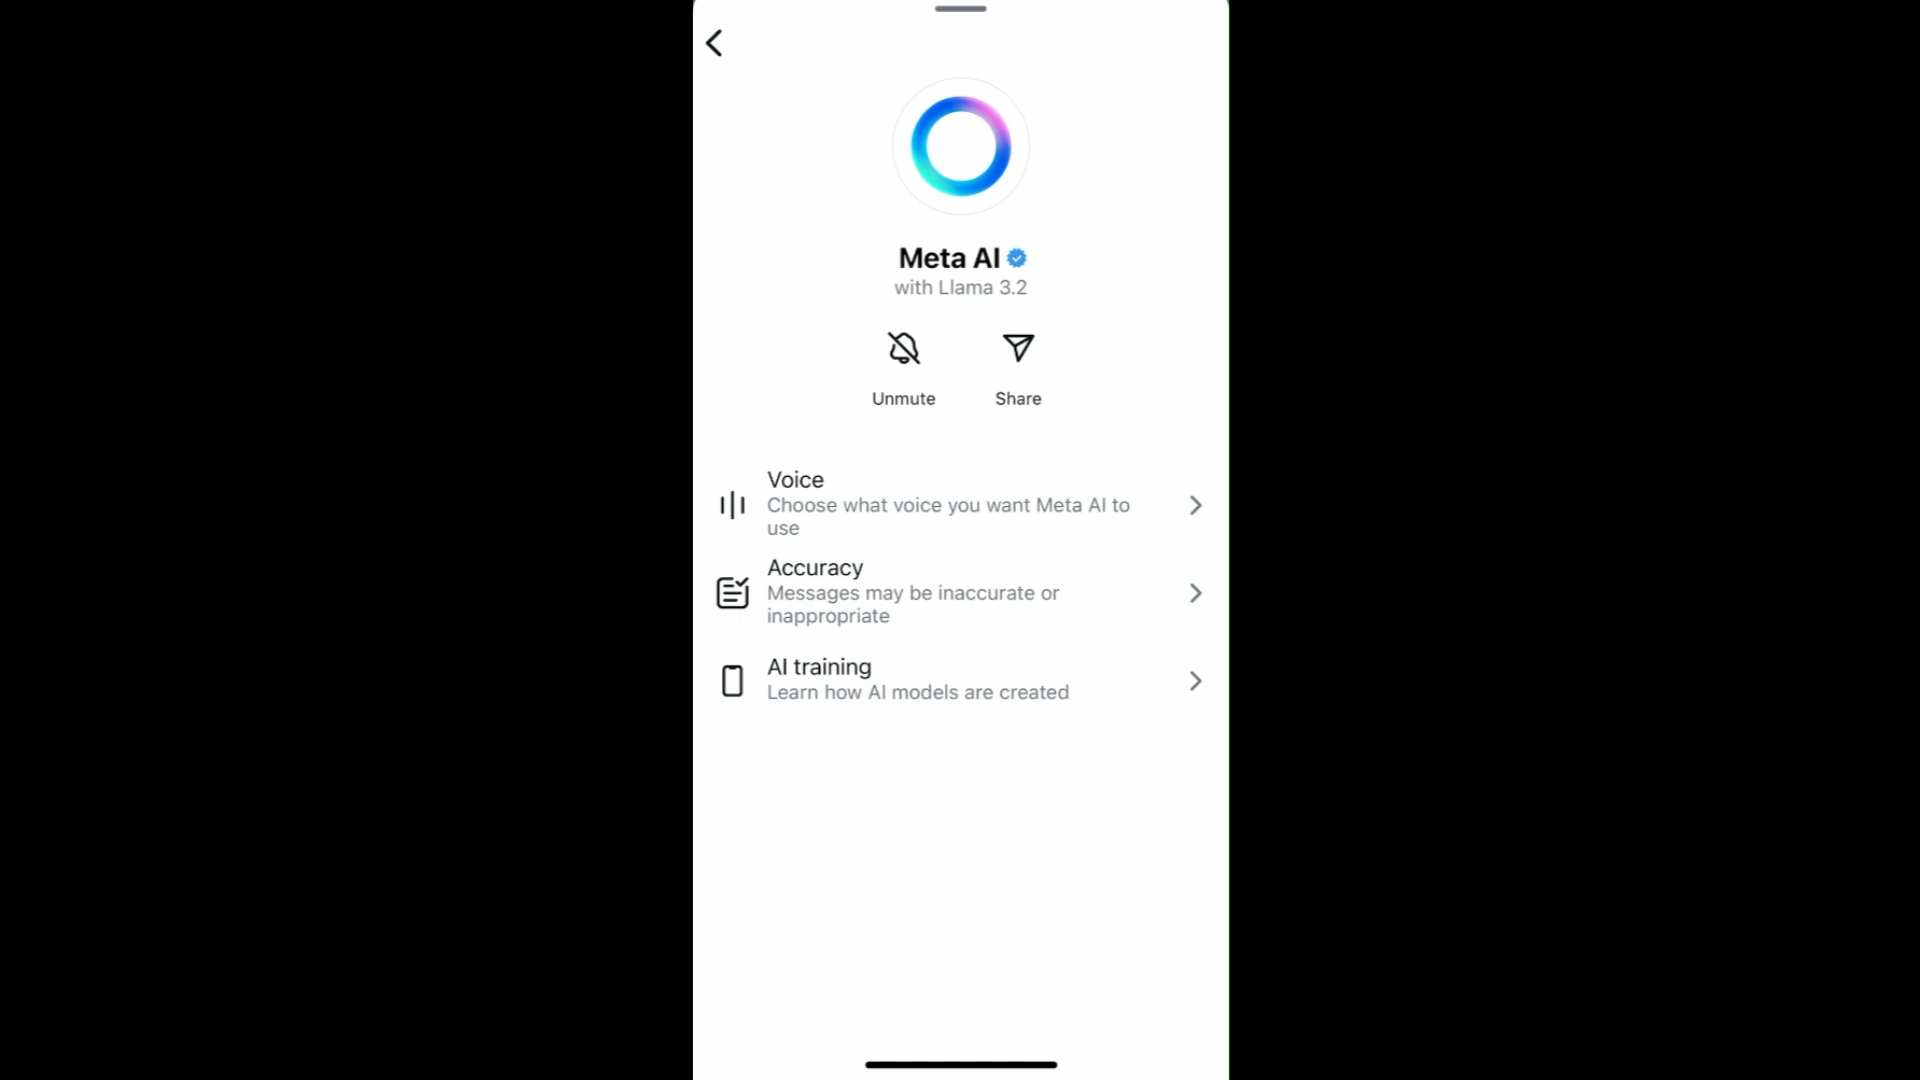 Meta AI
with Llama 3.2
Unmute Share
Voice
Choose what voice you want Meta AI to
use
Accuracy
Messages may be inaccurate or
inappropriate
AI training
Learn how AI models are created